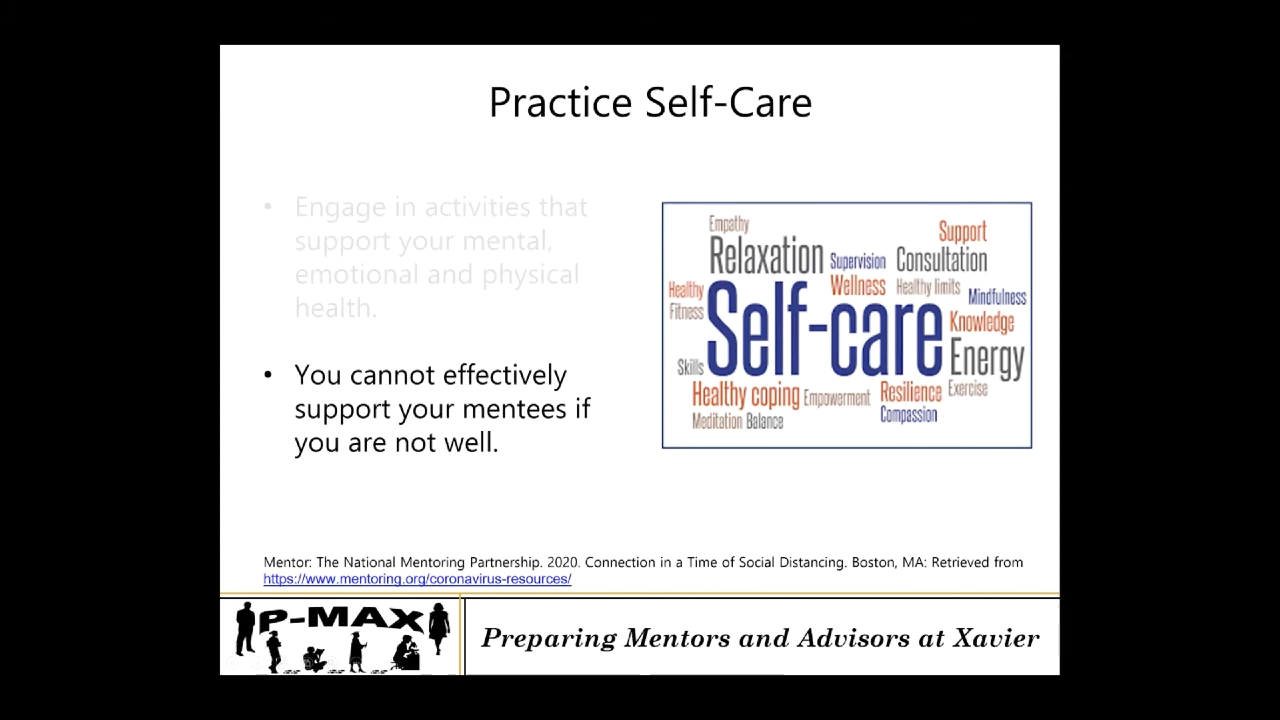 Practice Self-Care
• Engage in activities that
support your mental,
emotional and physical
health.
• You cannot effectively
support your mentees if
you are not well.
Empathy
Support
Relaxation
Supervision
Consultation
Healthy
Wellness
Healthy limits
Mindfulness
Fitness
Self-care
Knowledge
Energy
Skills
Healthy coping
Empowerment
Resilience
Exercise
Meditation
Balance
Compassion
Mentor: The National Mentoring Partnership. 2020. Connection in a Time of Social Distancing. Boston, MA: Retrieved from
https://www.mentoring.org/coronavirus-resources/
P-MAX
Preparing Mentors and Advisors at Xavier